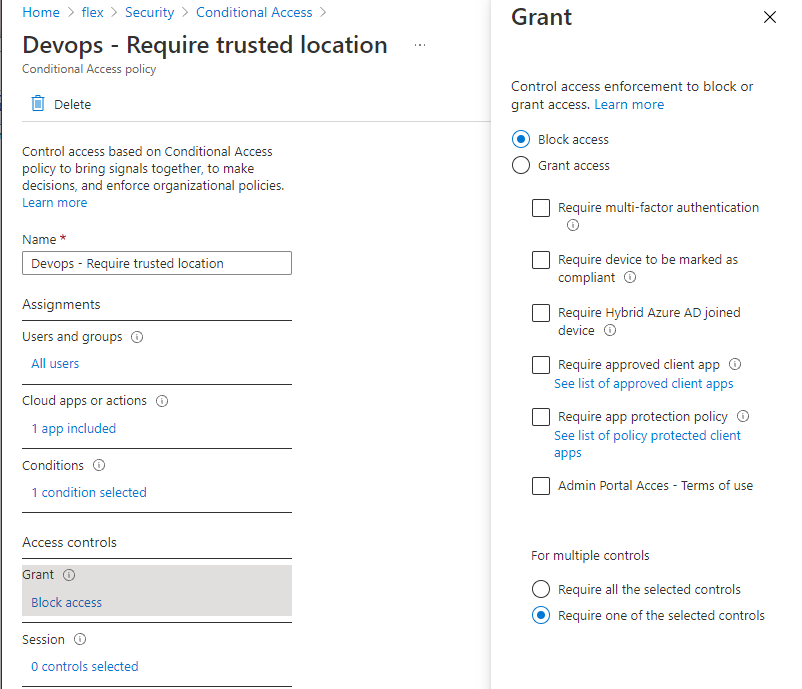 Home > flex > Security > Conditional Access >
Devops - Require trusted location ...
Conditional Access policy
Delete
Control access based on Conditional Access
policy to bring signals together, to make
decisions, and enforce organizational policies.
Learn more
Name *
Devops - Require trusted location
Assignments
Users and groups
All users
Cloud apps or actions
1 app included
Conditions
1 condition selected
Access controls
Grant
Block access
Session
0 controls selected
Grant
Control access enforcement to block or
grant access. Learn more
Block access
Grant access
Require multi-factor authentication
Require device to be marked as
compliant
Require Hybrid Azure AD joined
device
Require approved client app
See list of approved client apps
Require app protection policy
See list of policy protected client
apps
Admin Portal Acces - Terms of use
For multiple controls
Require all the selected controls
Require one of the selected controls